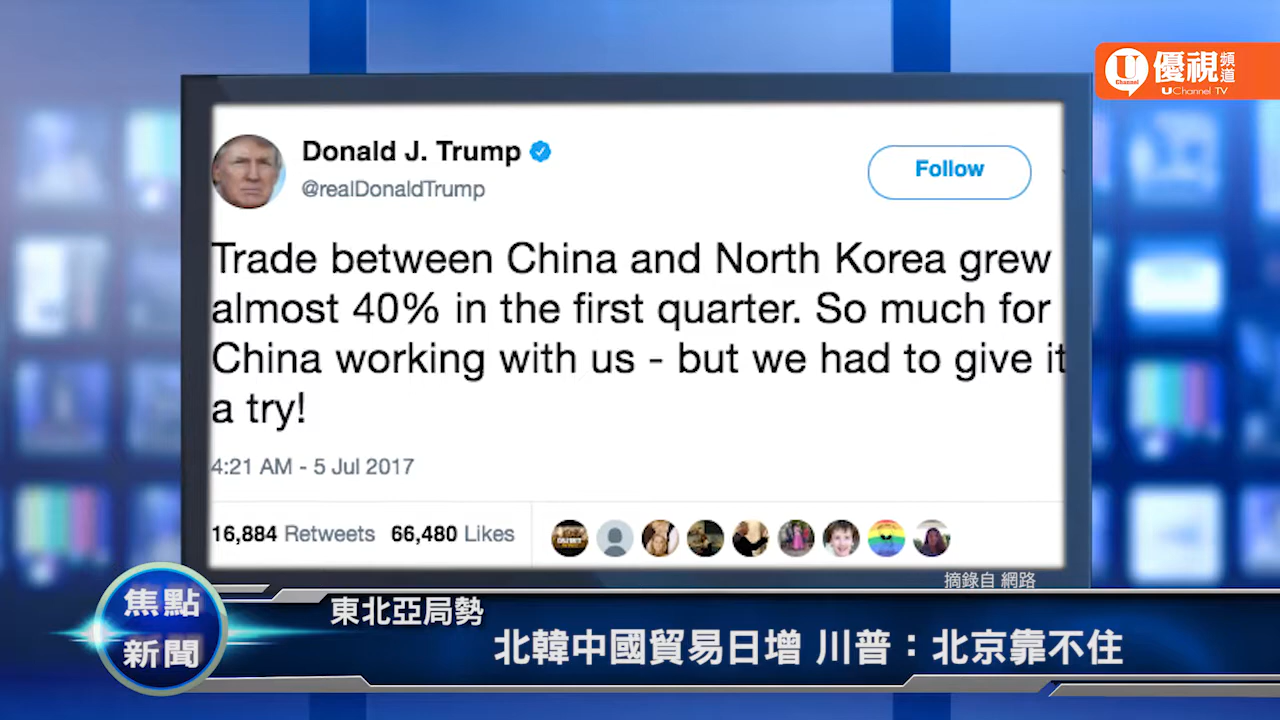 U
Channel
優視
頻道
UChannel TV
Donald J. Trump
@realDonaldTrump
Follow
Trade between China and North Korea grew
almost 40% in the first quarter. So much for
China working with us - but we had to give it
a try!
4:21 AM - 5 Jul 2017
16,884 Retweets 66,480 Likes
摘錄自 網路
焦點
新聞
東北亞局勢
北韓中國貿易日增 川普：北京靠不住